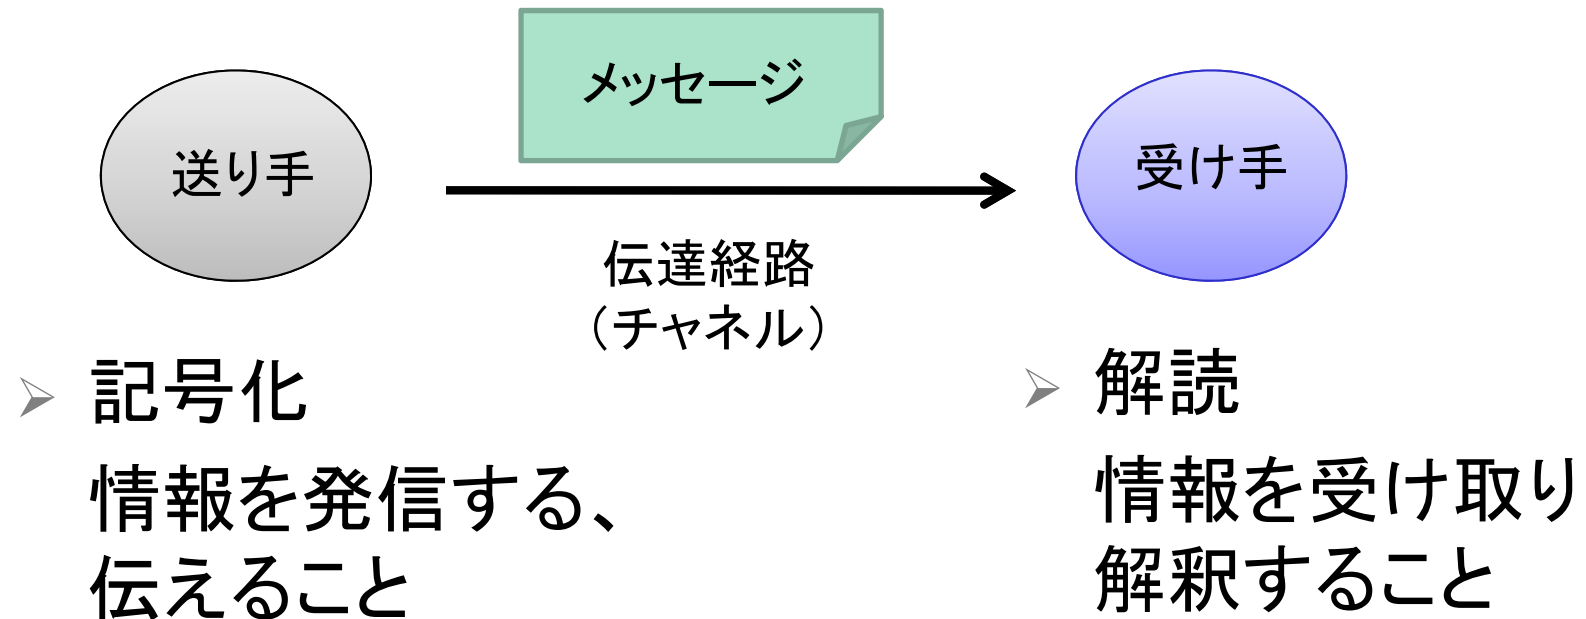 メッセージ
送り手
受け手
伝達経路
（チャネル）
記号化
情報を発信する、
伝えること
解読
情報を受け取り
解釈すること